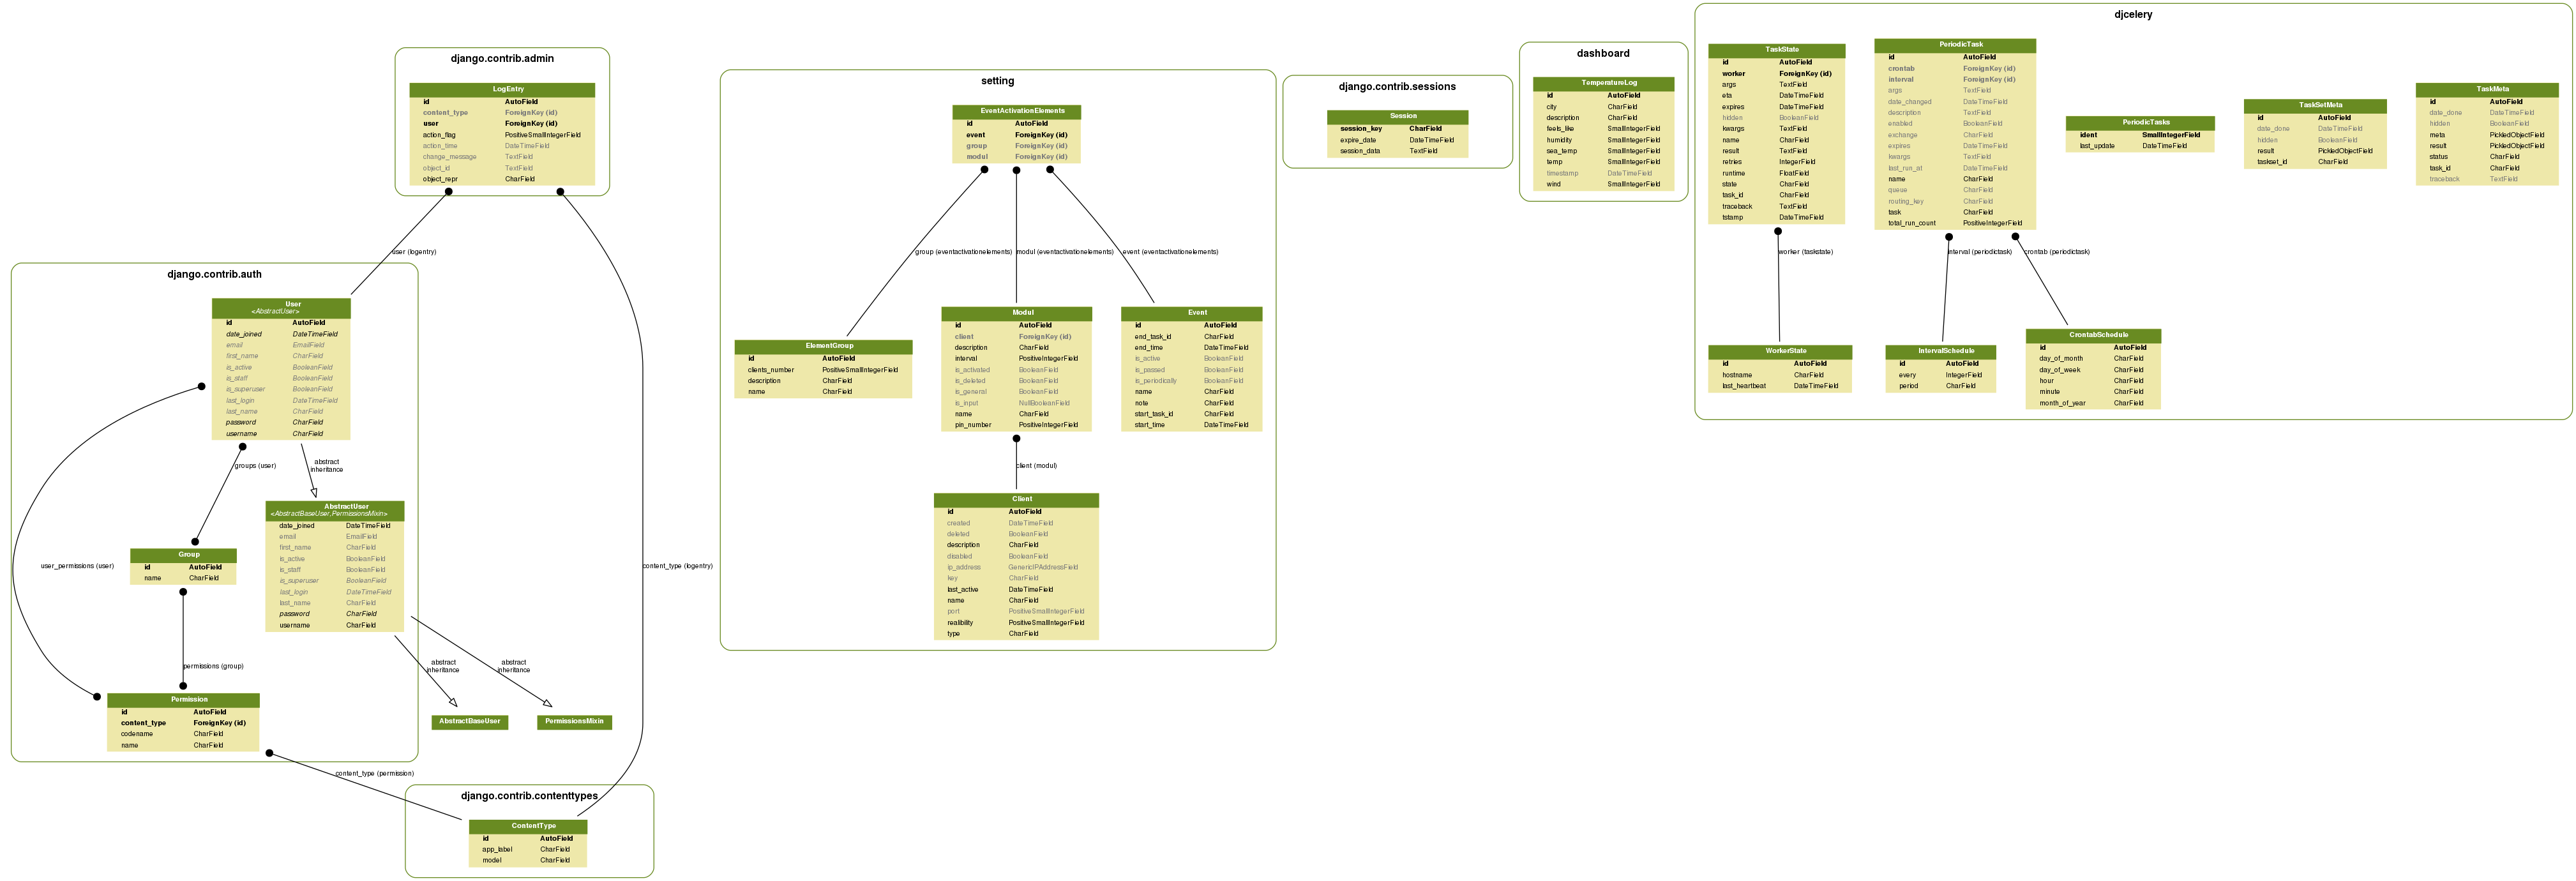 django.contrib.admin
LogEntry
id AutoField
content_type ForeignKey (id)
user ForeignKey (id)
action_flag PositiveSmallIntegerField
action_time DateTimeField
change_message TextField
object_id TextField
object_repr CharField
user (logentry)
content_type (logentry)
django.contrib.auth
User
<AbstractUser>
id AutoField
date_joined DateTimeField
email EmailField
first_name CharField
is_active BooleanField
is_staff BooleanField
is_superuser BooleanField
last_login DateTimeField
last_name CharField
password CharField
username CharField
groups (user)
abstract
inheritance
user_permissions (user)
AbstractUser
<AbstractBaseUser,PermissionsMixin>
date_joined DateTimeField
email EmailField
first_name CharField
is_active BooleanField
is_staff BooleanField
is_superuser BooleanField
last_login DateTimeField
last_name CharField
password CharField
username CharField
Group
id AutoField
name CharField
permissions (group)
abstract
inheritance
abstract
inheritance
Permission
id AutoField
content_type ForeignKey (id)
codename CharField
name CharField
AbstractBaseUser
PermissionsMixin
content_type (permission)
django.contrib.contenttypes
ContentType
id AutoField
app_label CharField
model CharField
setting
EventActivationElements
id AutoField
event ForeignKey (id)
group ForeignKey (id)
modul ForeignKey (id)
group (eventactivationelements)
modul (eventactivationelements)
event (eventactivationelements)
ElementGroup
id AutoField
clients_number PositiveSmallIntegerField
description CharField
name CharField
Modul
id AutoField
client ForeignKey (id)
description CharField
interval PositiveIntegerField
is_activated BooleanField
is_deleted BooleanField
is_general BooleanField
is_input NullBooleanField
name CharField
pin_number PositiveIntegerField
Event
id AutoField
end_task_id CharField
end_time DateTimeField
is_active BooleanField
is_passed BooleanField
is_periodically BooleanField
name CharField
note CharField
start_task_id CharField
start_time DateTimeField
client (modul)
Client
id AutoField
created DateTimeField
deleted BooleanField
description CharField
disabled BooleanField
ip_address GenericIPAddressField
key CharField
last_active DateTimeField
name CharField
port PositiveSmallIntegerField
realibility PositiveSmallIntegerField
type CharField
django.contrib.sessions
Session
session_key CharField
expire_date DateTimeField
session_data TextField
dashboard
TemperatureLog
id AutoField
city CharField
description CharField
feels_like SmallIntegerField
humidity SmallIntegerField
sea_temp SmallIntegerField
temp SmallIntegerField
timestamp DateTimeField
wind SmallIntegerField
djcelery
TaskState
id AutoField
worker ForeignKey (id)
args TextField
eta DateTimeField
expires DateTimeField
hidden BooleanField
kwargs TextField
name CharField
result TextField
retries IntegerField
runtime FloatField
state CharField
task_id CharField
traceback TextField
tstamp DateTimeField
PeriodicTask
id AutoField
crontab ForeignKey (id)
interval ForeignKey (id)
args TextField
date_changed DateTimeField
description TextField
enabled BooleanField
exchange CharField
expires DateTimeField
kwargs TextField
last_run_at DateTimeField
name CharField
queue CharField
routing_key CharField
task CharField
total_run_count PositiveIntegerField
PeriodicTasks
ident SmallIntegerField
last_update DateTimeField
TaskSetMeta
id AutoField
date_done DateTimeField
hidden BooleanField
result PickledObjectField
taskset_id CharField
TaskMeta
id AutoField
date_done DateTimeField
hidden BooleanField
meta PickledObjectField
result PickledObjectField
status CharField
task_id CharField
traceback TextField
worker (taskstate)
interval (periodictask)
crontab (periodictask)
WorkerState
id AutoField
hostname CharField
last_heartbeat DateTimeField
IntervalSchedule
id AutoField
every IntegerField
period CharField
CrontabSchedule
id AutoField
day_of_month CharField
day_of_week CharField
hour CharField
minute CharField
month_of_year CharField